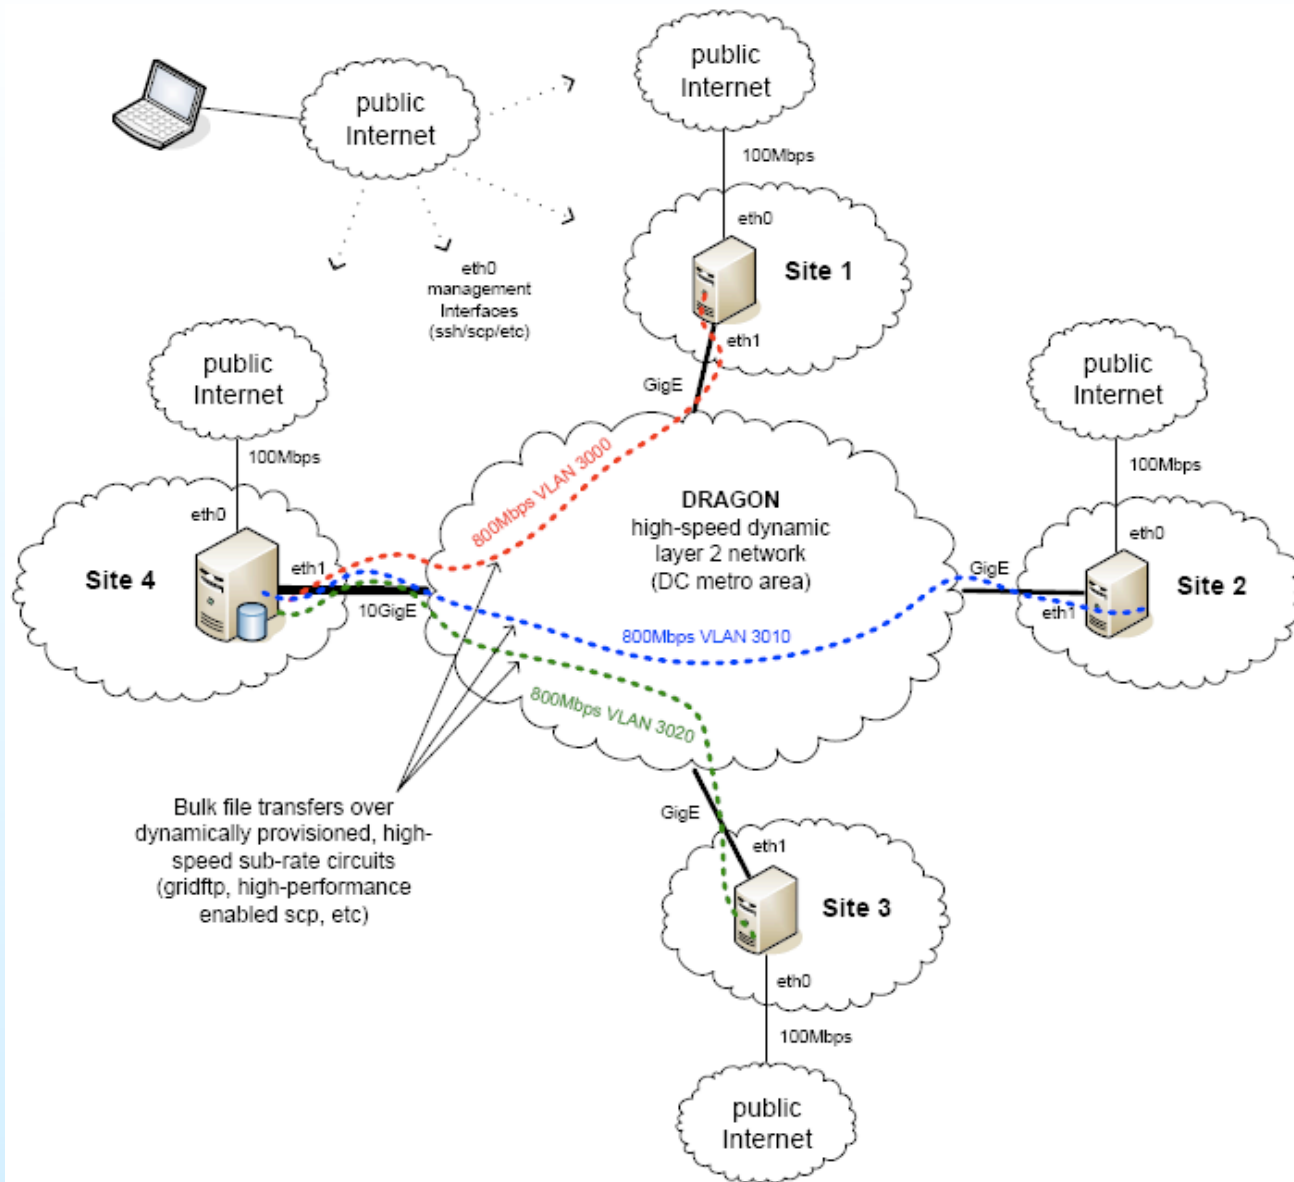 public
Internet
public
Internet
100Mbps
eth0
Site 1
eth0
management
Interfaces
(ssh/scp/etc)
eth1
GigE
public
Internet
100Mbps
eth0
Site 4
eth1
10GigE
800Mbps VLAN 3000
DRAGON
high-speed dynamic
layer 2 network
(DC metro area)
public
Internet
100Mbps
eth0
GigE
Site 2
eth1
800Mbps VLAN 3010
800Mbps VLAN 3020
Bulk file transfers over
dynamically provisioned, high-
speed sub-rate circuits
(gridftp, high-performance
enabled scp, etc)
GigE
eth1
Site 3
eth0
100Mbps
public
Internet